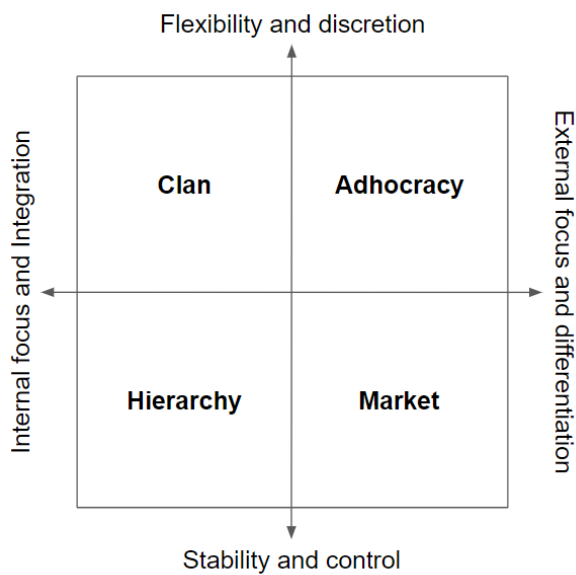 Flexibility and discretion
Internal focus and Integration
External focus and differentiation
Clan
Adhocracy
Hierarchy
Market
Stability and control